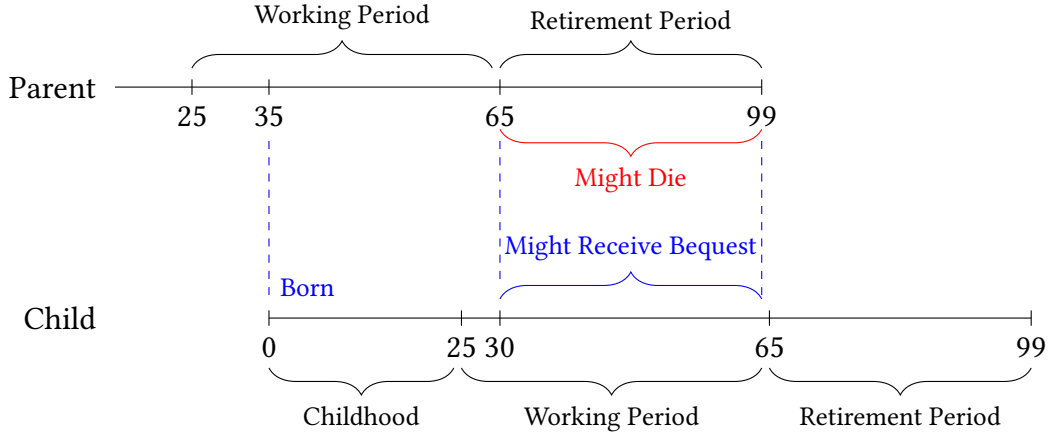 Working Period
Retirement Period
Parent
25
35
65
99
Might Die
Might Receive Bequest
Born
Child
0
25
30
65
99
Childhood
Working Period
Retirement Period